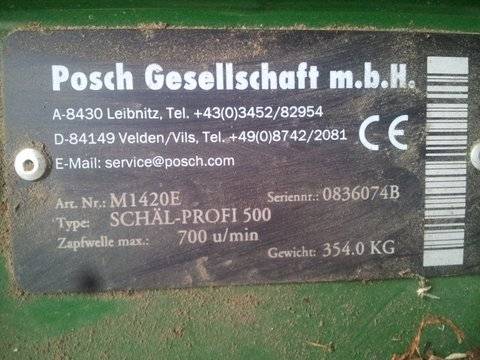 Posch Gesellschaft m.b.H.
A-8430 Leibnitz, Tel. +43(0)3452/82954
D-84149 Velden/Vils, Tel. +49(0)8742/2081
CE
E-Mail: service@posch.com
Art. Nr.: M1420E Seriennr.: 0836074B
Type: SCHÄL-PROFI 500
Zapfwelle max.: 700 u/min Gewicht: 354.0 KG